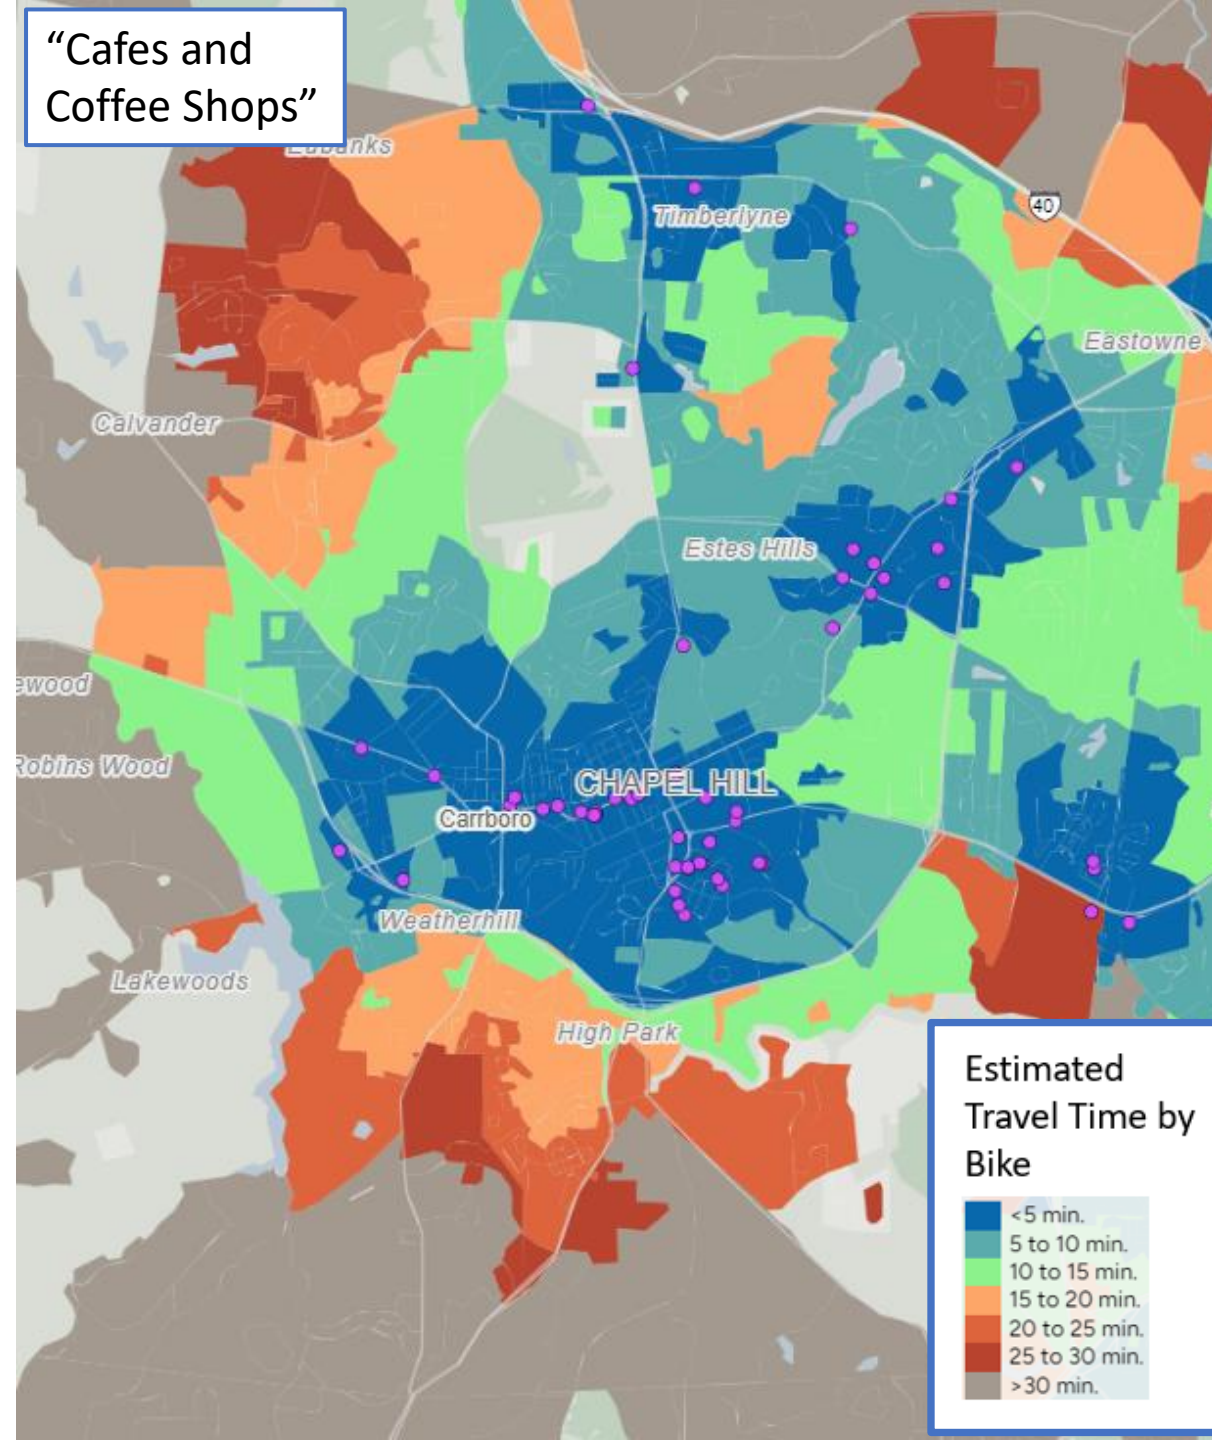 “Cafes and
Coffee Shops”
Eubanks
Timberlyne
40
Eastowne
Calvander
Estes Hills
ewood
Robins Wood
CHAPEL HILL
Carrboro
Weatherhill
Lakewoods
High Park
Estimated
Travel Time by
Bike
<5 min.
5 to 10 min.
10 to 15 min.
15 to 20 min.
20 to 25 min.
25 to 30 min.
>30 min.